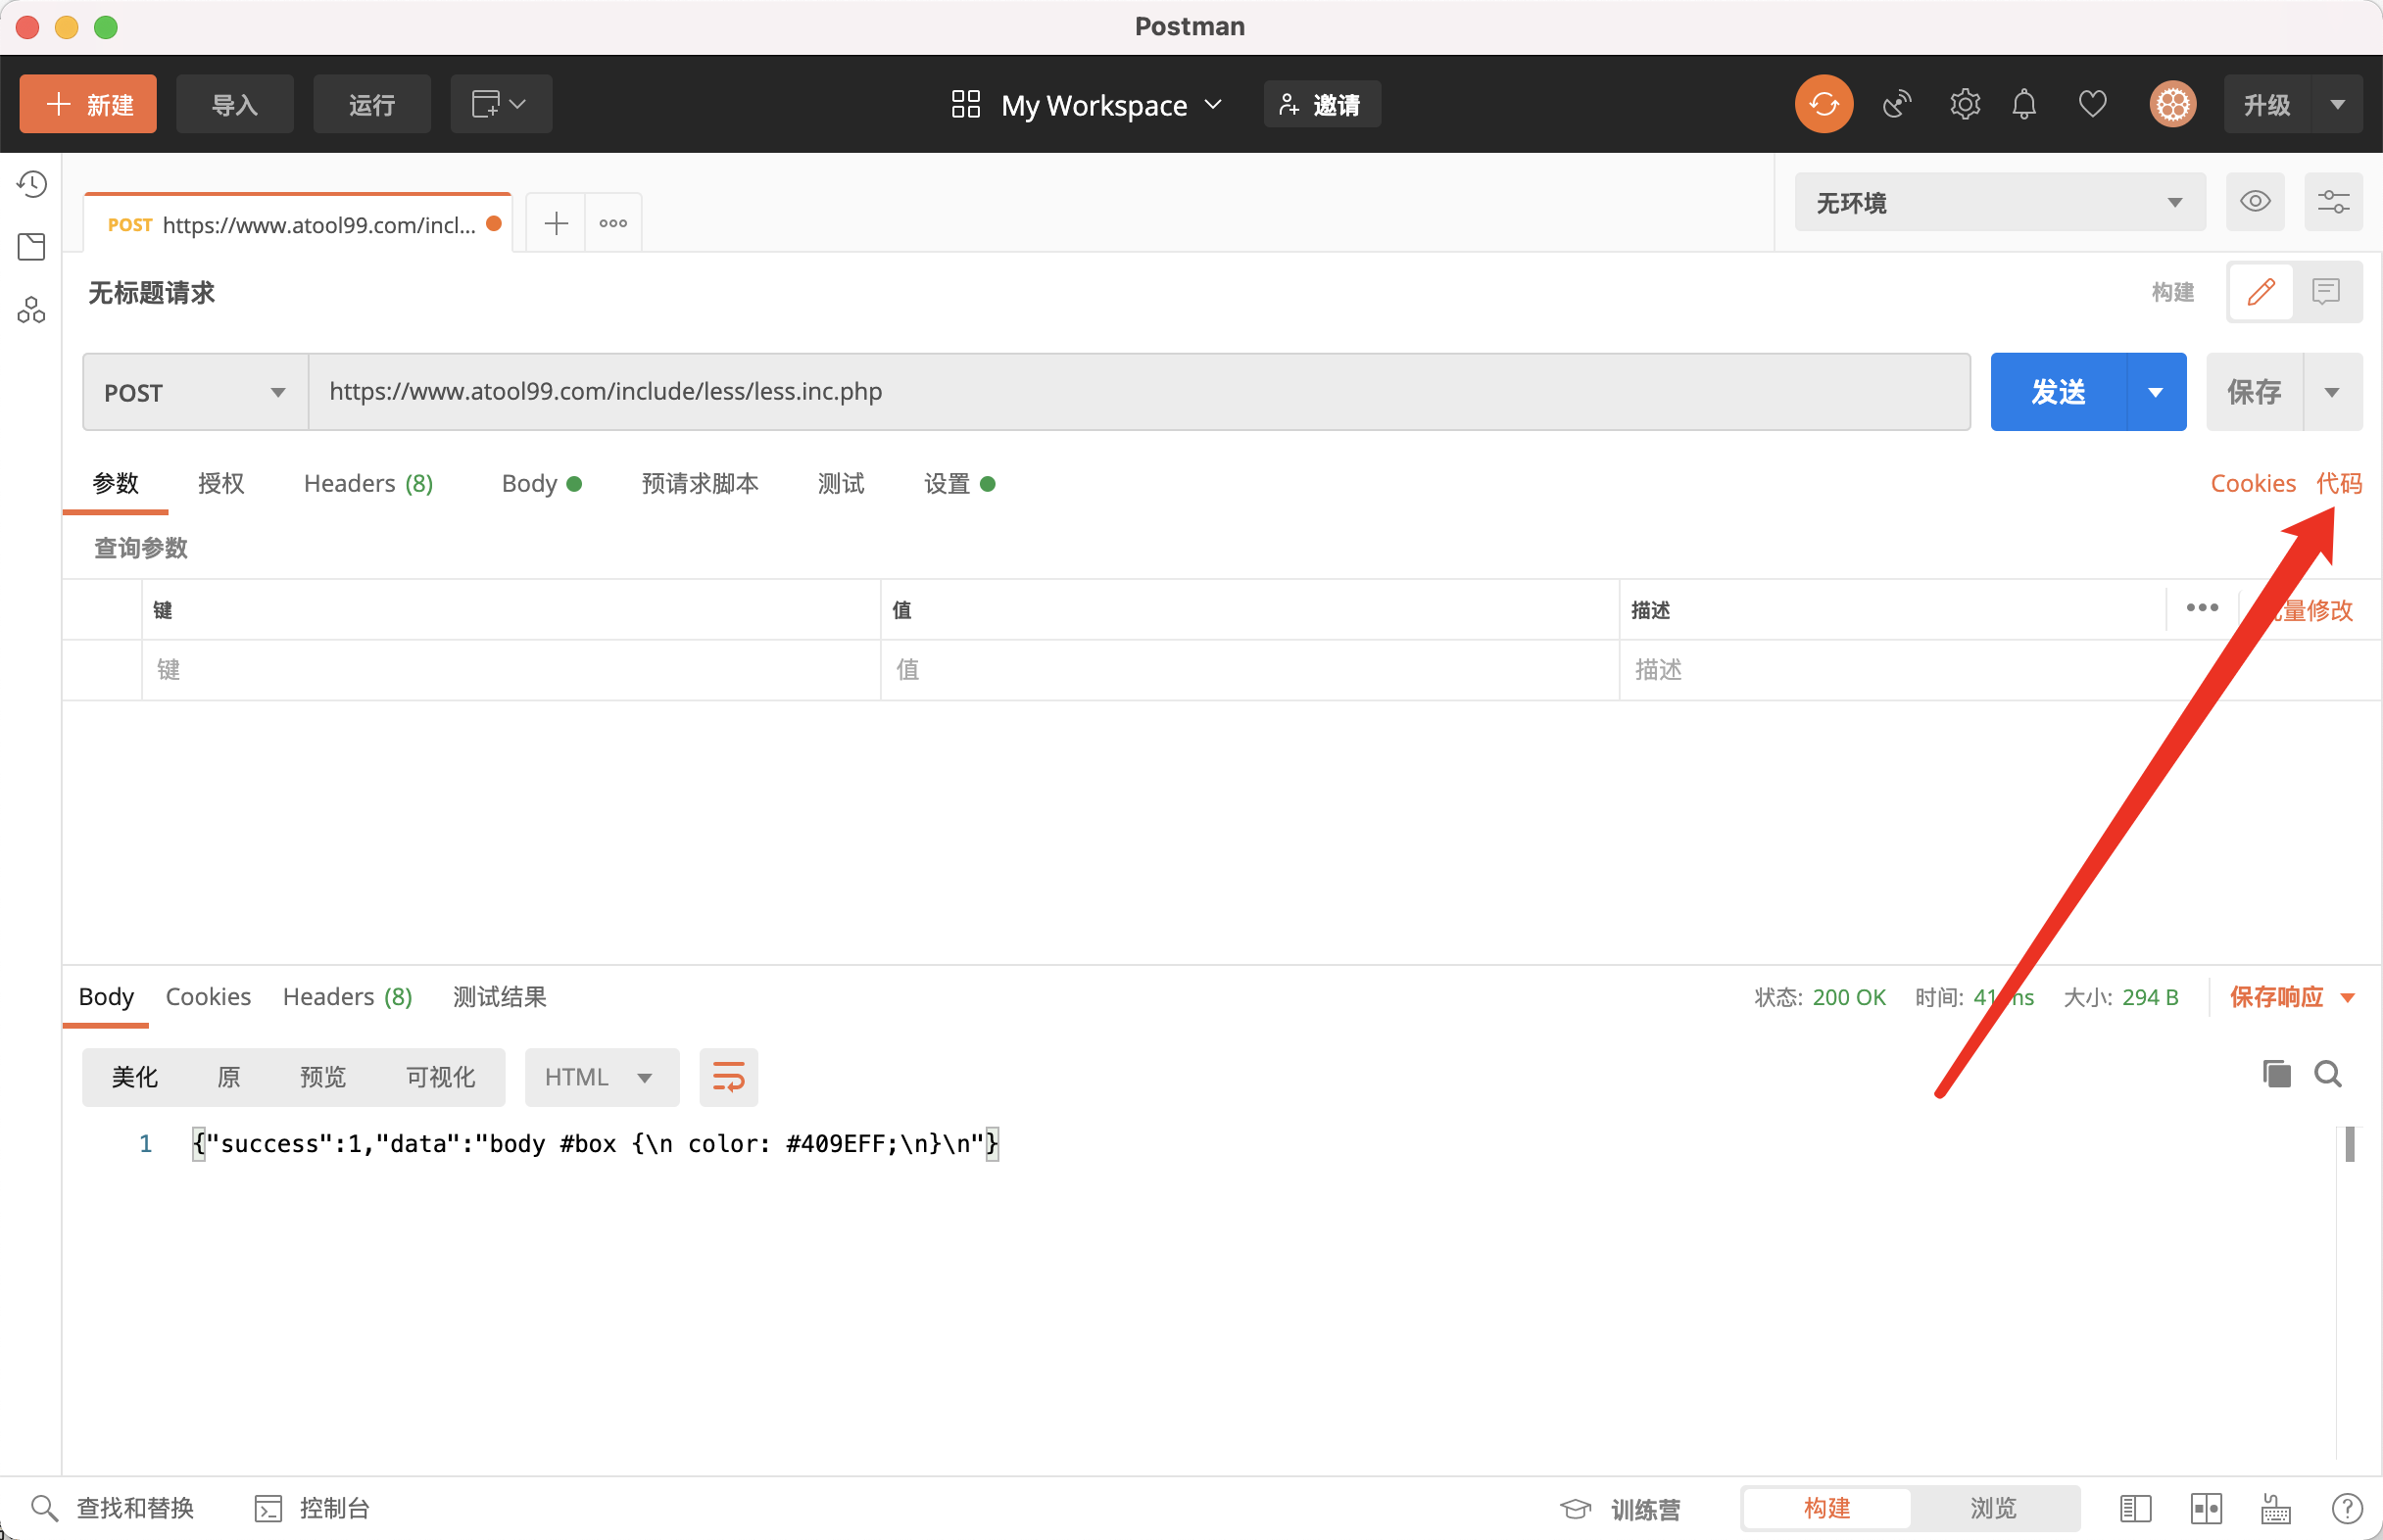 Postman
新建 导入 运行 My Workspace 邀请 升级
POST https://www.atool99.com/incl... 无环境
无标题请求 构建
POST https://www.atool99.com/include/less/less.inc.php 发送 保存
参数 授权 Headers (8) Body 预请求脚本 测试 设置 Cookies 代码
查询参数
键 值 描述 量修改
键 值 描述
Body Cookies Headers (8) 测试结果 状态: 200 OK 时间: 41 ms 大小: 294 B 保存响应
美化 原 预览 可视化 HTML
1 {"success":1,"data":"body #box {\n color: #409EFF;\n}\n"}
查找和替换 控制台 训练营 构建 浏览